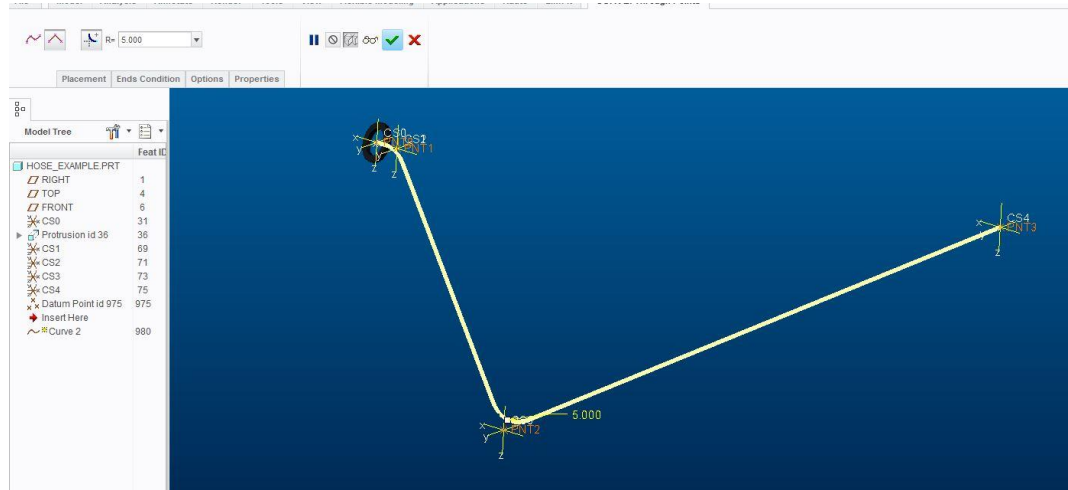 R= 5.000
Placement Ends Condition Options Properties
Model Tree
Feat ID
HOSE_EXAMPLE.PRT
RIGHT 1
TOP 4
FRONT 6
CS0 31
Protrusion id 36 36
CS1 69
CS2 71
CS3 73
CS4 75
Datum Point id 975 975
Insert Here
Curve 2 980
CS0
x
PNT1
y
z
z
CS4
x
PNT3
y
z
5.000
x
PNT2
y
z